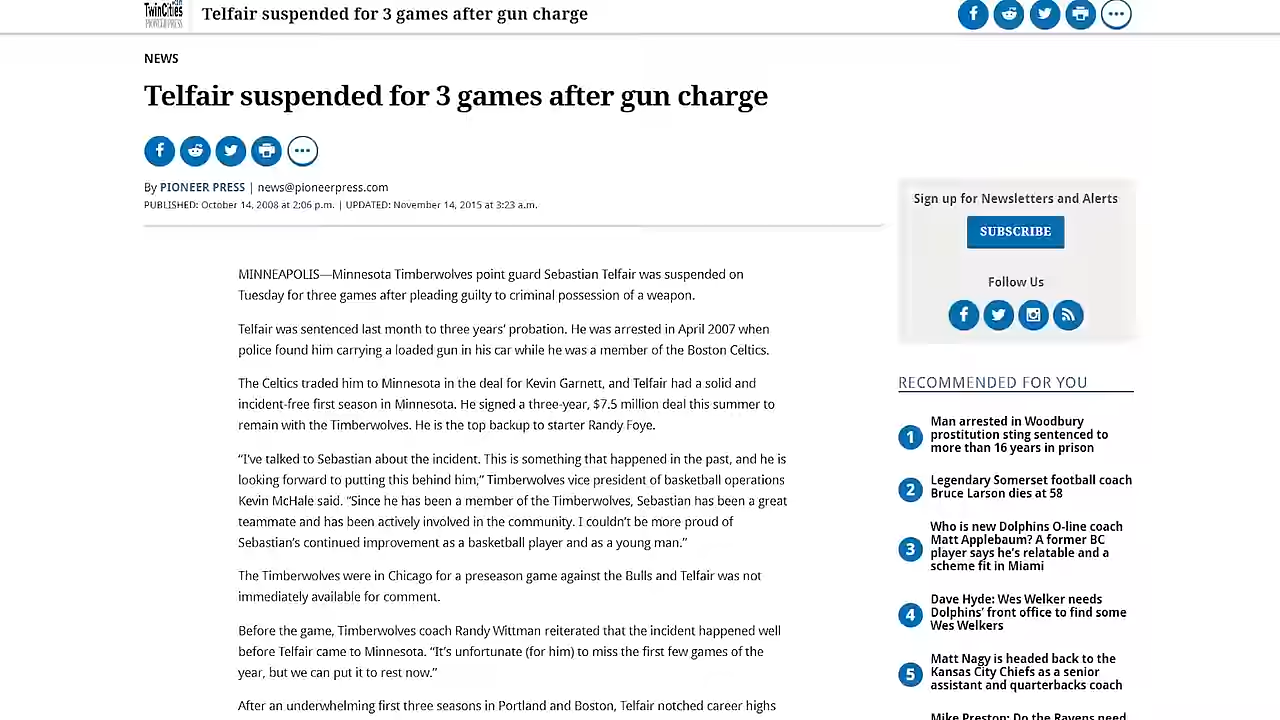 TwinCities
PIONEER PRESS
Telfair suspended for 3 games after gun charge
NEWS
Telfair suspended for 3 games after gun charge
By PIONEER PRESS | news@pioneerpress.com
PUBLISHED: October 14, 2008 at 2:06 p.m. | UPDATED: November 14, 2015 at 3:23 a.m.
MINNEAPOLIS—Minnesota Timberwolves point guard Sebastian Telfair was suspended on
Tuesday for three games after pleading guilty to criminal possession of a weapon.
Telfair was sentenced last month to three years’ probation. He was arrested in April 2007 when
police found him carrying a loaded gun in his car while he was a member of the Boston Celtics.
The Celtics traded him to Minnesota in the deal for Kevin Garnett, and Telfair had a solid and
incident-free first season in Minnesota. He signed a three-year, $7.5 million deal this summer to
remain with the Timberwolves. He is the top backup to starter Randy Foye.
“I’ve talked to Sebastian about the incident. This is something that happened in the past, and he is
looking forward to putting this behind him,” Timberwolves vice president of basketball operations
Kevin McHale said. “Since he has been a member of the Timberwolves, Sebastian has been a great
teammate and has been actively involved in the community. I couldn’t be more proud of
Sebastian’s continued improvement as a basketball player and as a young man.”
The Timberwolves were in Chicago for a preseason game against the Bulls and Telfair was not
immediately available for comment.
Before the game, Timberwolves coach Randy Wittman reiterated that the incident happened well
before Telfair came to Minnesota. “It’s unfortunate (for him) to miss the first few games of the
year, but we can put it to rest now.”
After an underwhelming first three seasons in Portland and Boston, Telfair notched career highs
Sign up for Newsletters and Alerts
SUBSCRIBE
Follow Us
RECOMMENDED FOR YOU
1
Man arrested in Woodbury
prostitution sting sentenced to
more than 16 years in prison
2
Legendary Somerset football coach
Bruce Larson dies at 58
3
Who is new Dolphins O-line coach
Matt Applebaum? A former BC
player says he’s relatable and a
scheme fit in Miami
4
Dave Hyde: Wes Welker needs
Dolphins’ front office to find some
Wes Welkers
5
Matt Nagy is headed back to the
Kansas City Chiefs as a senior
assistant and quarterbacks coach
Mike Preston: Do the Ravens need